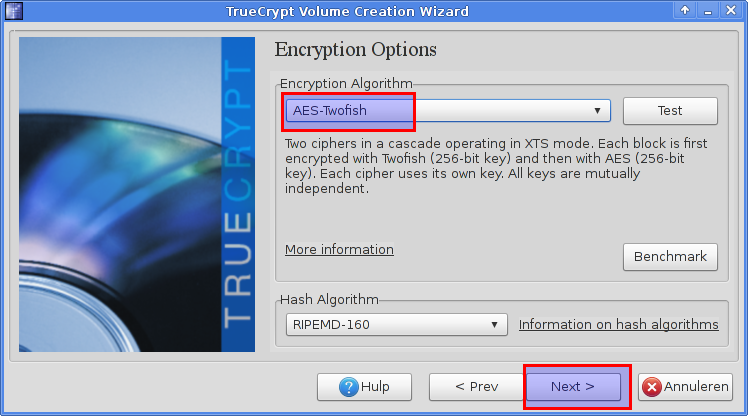 TrueCrypt Volume Creation Wizard
TRUECRYPT
Encryption Options
Encryption Algorithm
AES-Twofish
Test
Two ciphers in a cascade operating in XTS mode. Each block is first
encrypted with Twofish (256-bit key) and then with AES (256-bit
key). Each cipher uses its own key. All keys are mutually
independent.
More information
Benchmark
Hash Algorithm
RIPEMD-160
Information on hash algorithms
Hulp
< Prev
Next >
Annuleren